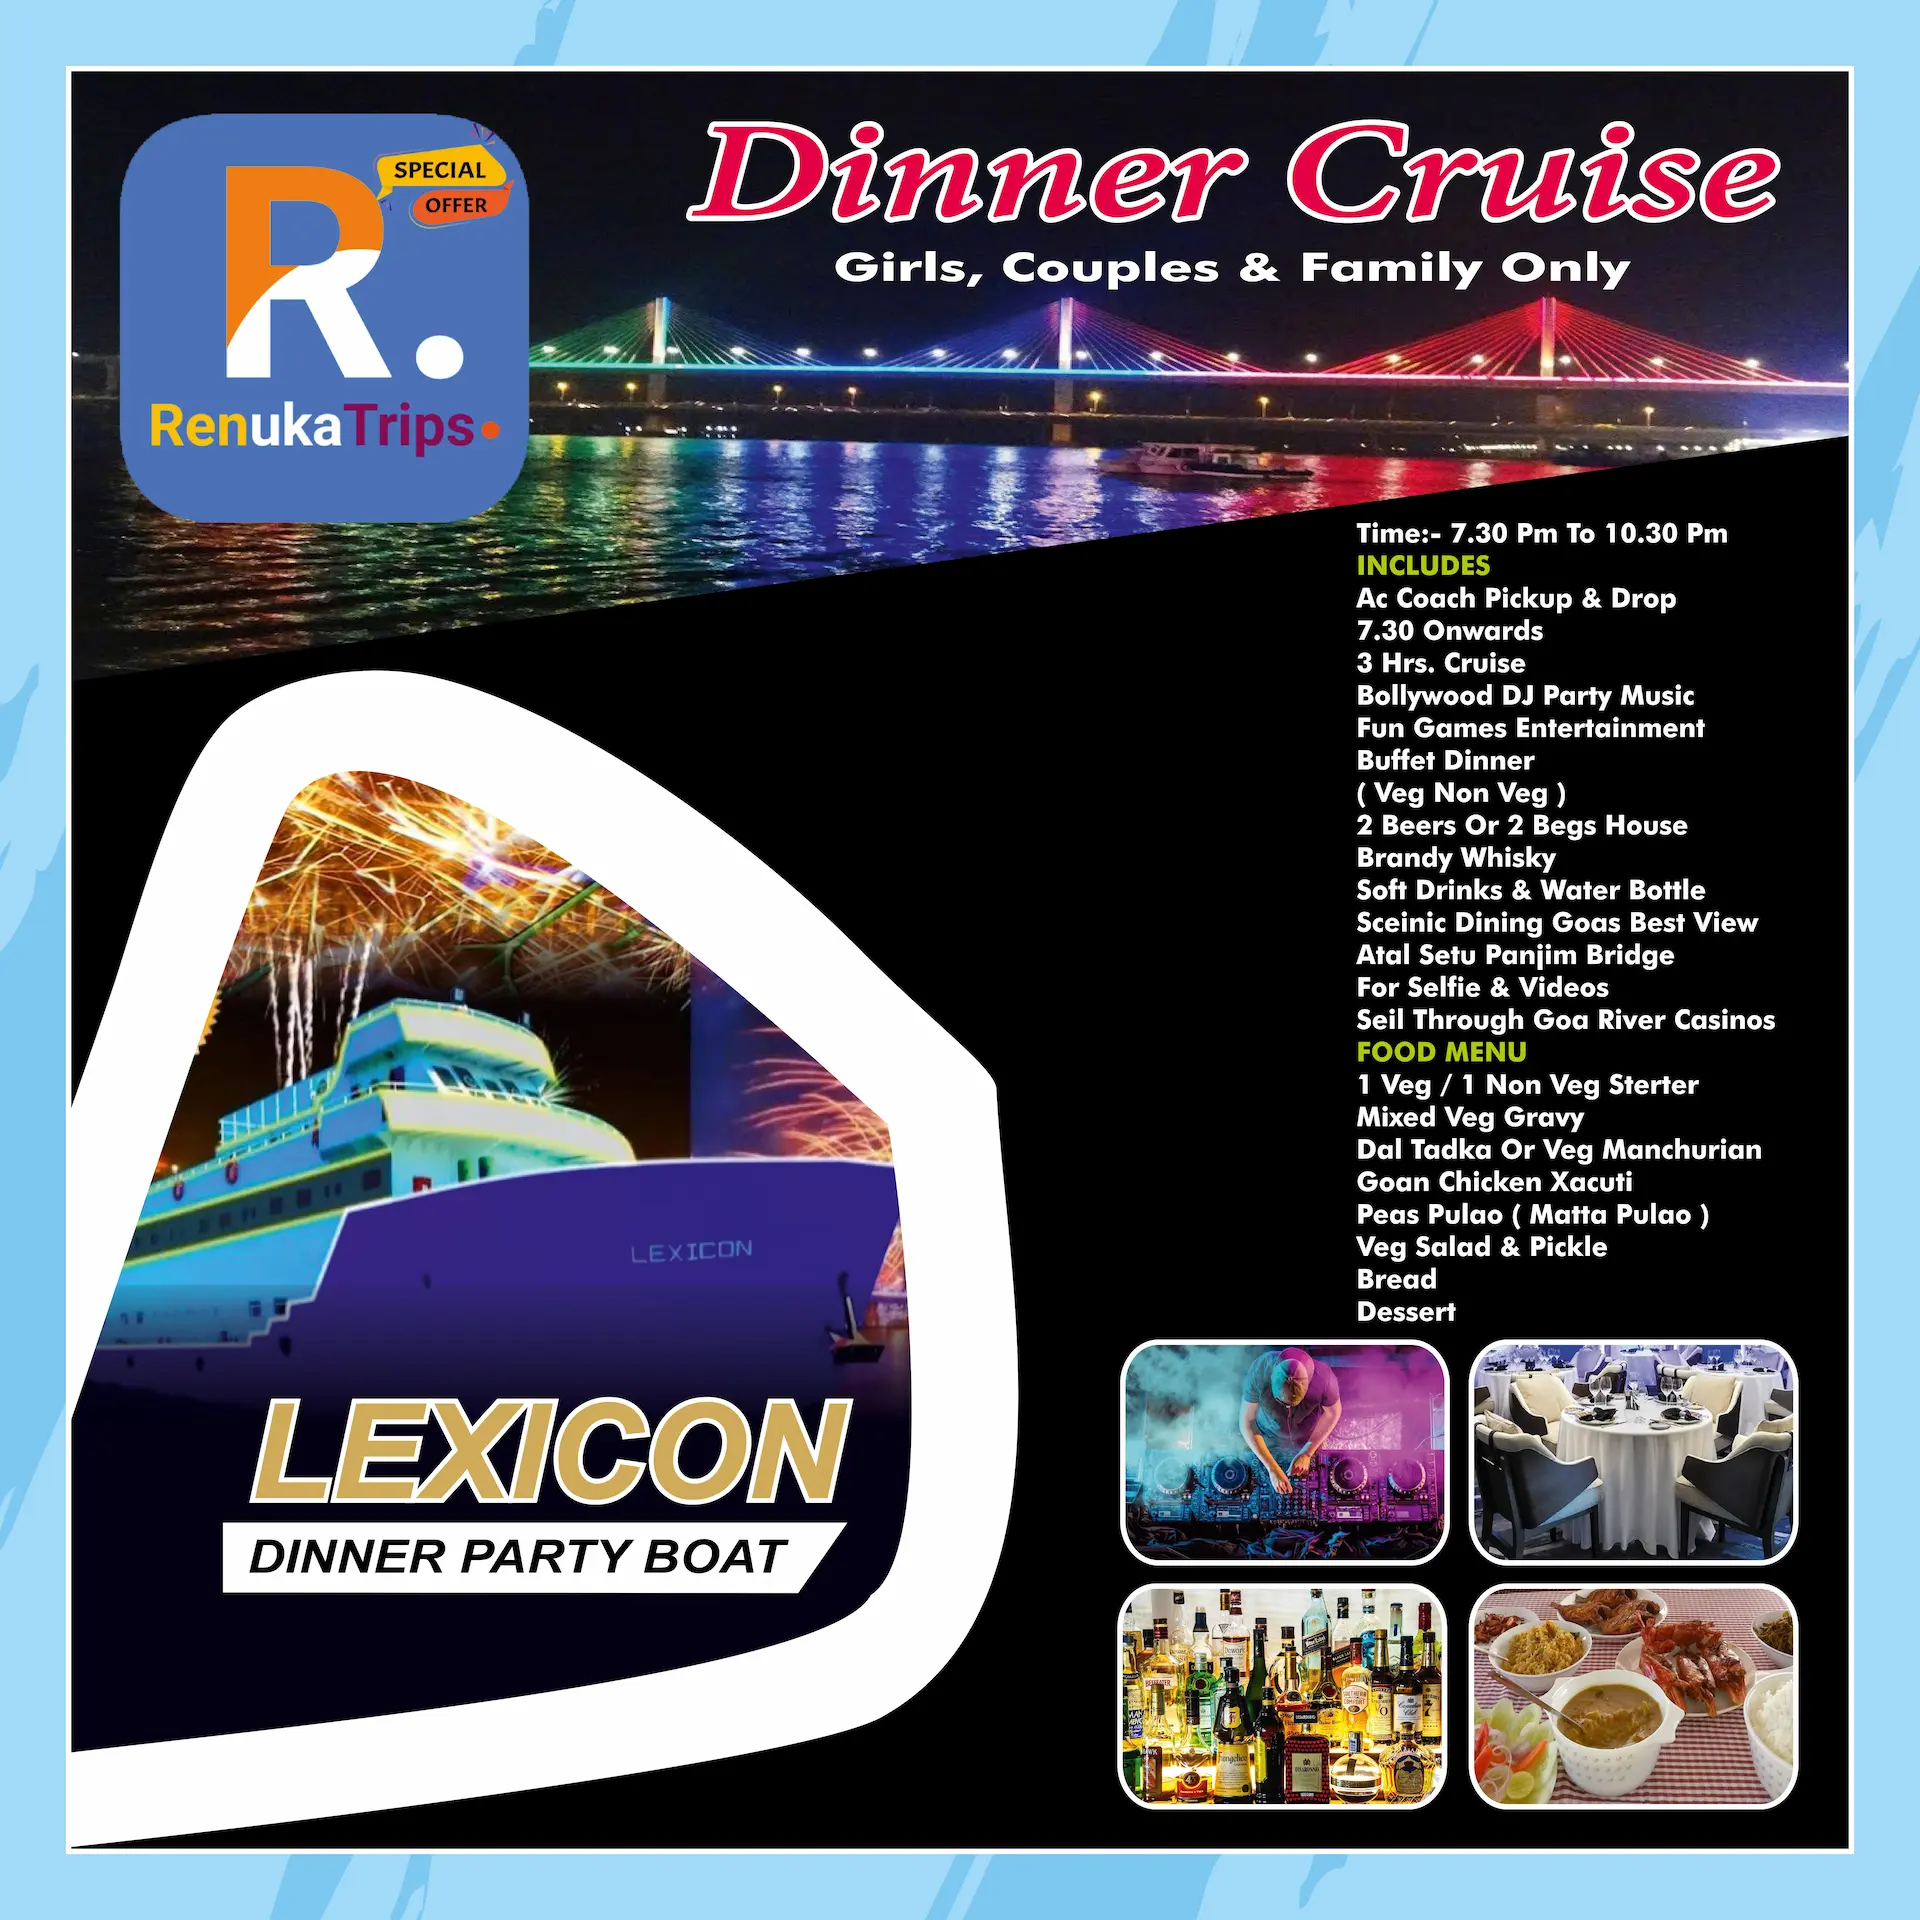 SPECIAL
OFFER
R.
RenukaTrips
Dinner Cruise
Girls, Couples & Family Only
Time:- 7.30 Pm To 10.30 Pm
INCLUDES
Ac Coach Pickup & Drop
7.30 Onwards
3 Hrs. Cruise
Bollywood DJ Party Music
Fun Games Entertainment
Buffet Dinner
( Veg Non Veg )
2 Beers Or 2 Begs House
Brandy Whisky
Soft Drinks & Water Bottle
Sceinic Dining Goas Best View
Atal Setu Panjim Bridge
For Selfie & Videos
Seil Through Goa River Casinos
FOOD MENU
1 Veg / 1 Non Veg Sterter
Mixed Veg Gravy
Dal Tadka Or Veg Manchurian
Goan Chicken Xacuti
Peas Pulao ( Matta Pulao )
Veg Salad & Pickle
Bread
Dessert
LEXICON
LEXICON
DINNER PARTY BOAT